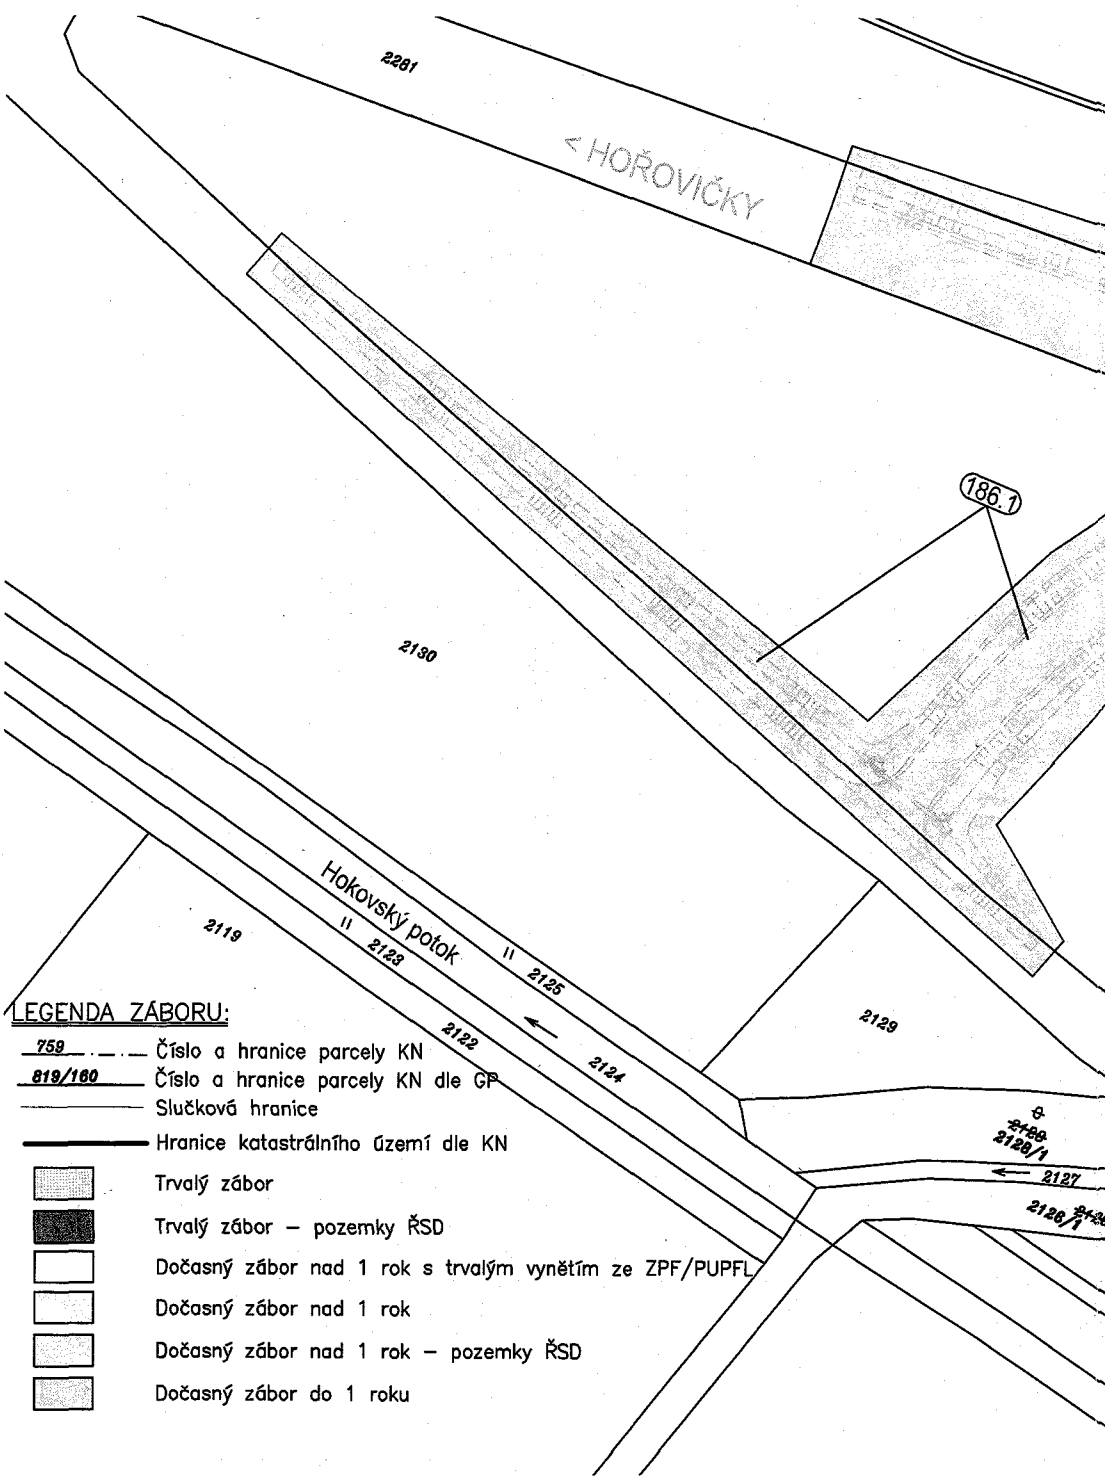 2281
< HOŘOVIČKY
186.1
2130
Hokovský potok
2119
2123
2125
2122
2124
2129
2128/1
2127
2126/1
LEGENDA ZÁBORU:
759 Číslo a hranice parcely KN
819/160 Číslo a hranice parcely KN dle GP
Slučková hranice
Hranice katastrálního území dle KN
Trvalý zábor
Trvalý zábor – pozemky ŘSD
Dočasný zábor nad 1 rok s trvalým vynětím ze ZPF/PUPFL
Dočasný zábor nad 1 rok
Dočasný zábor nad 1 rok – pozemky ŘSD
Dočasný zábor do 1 roku